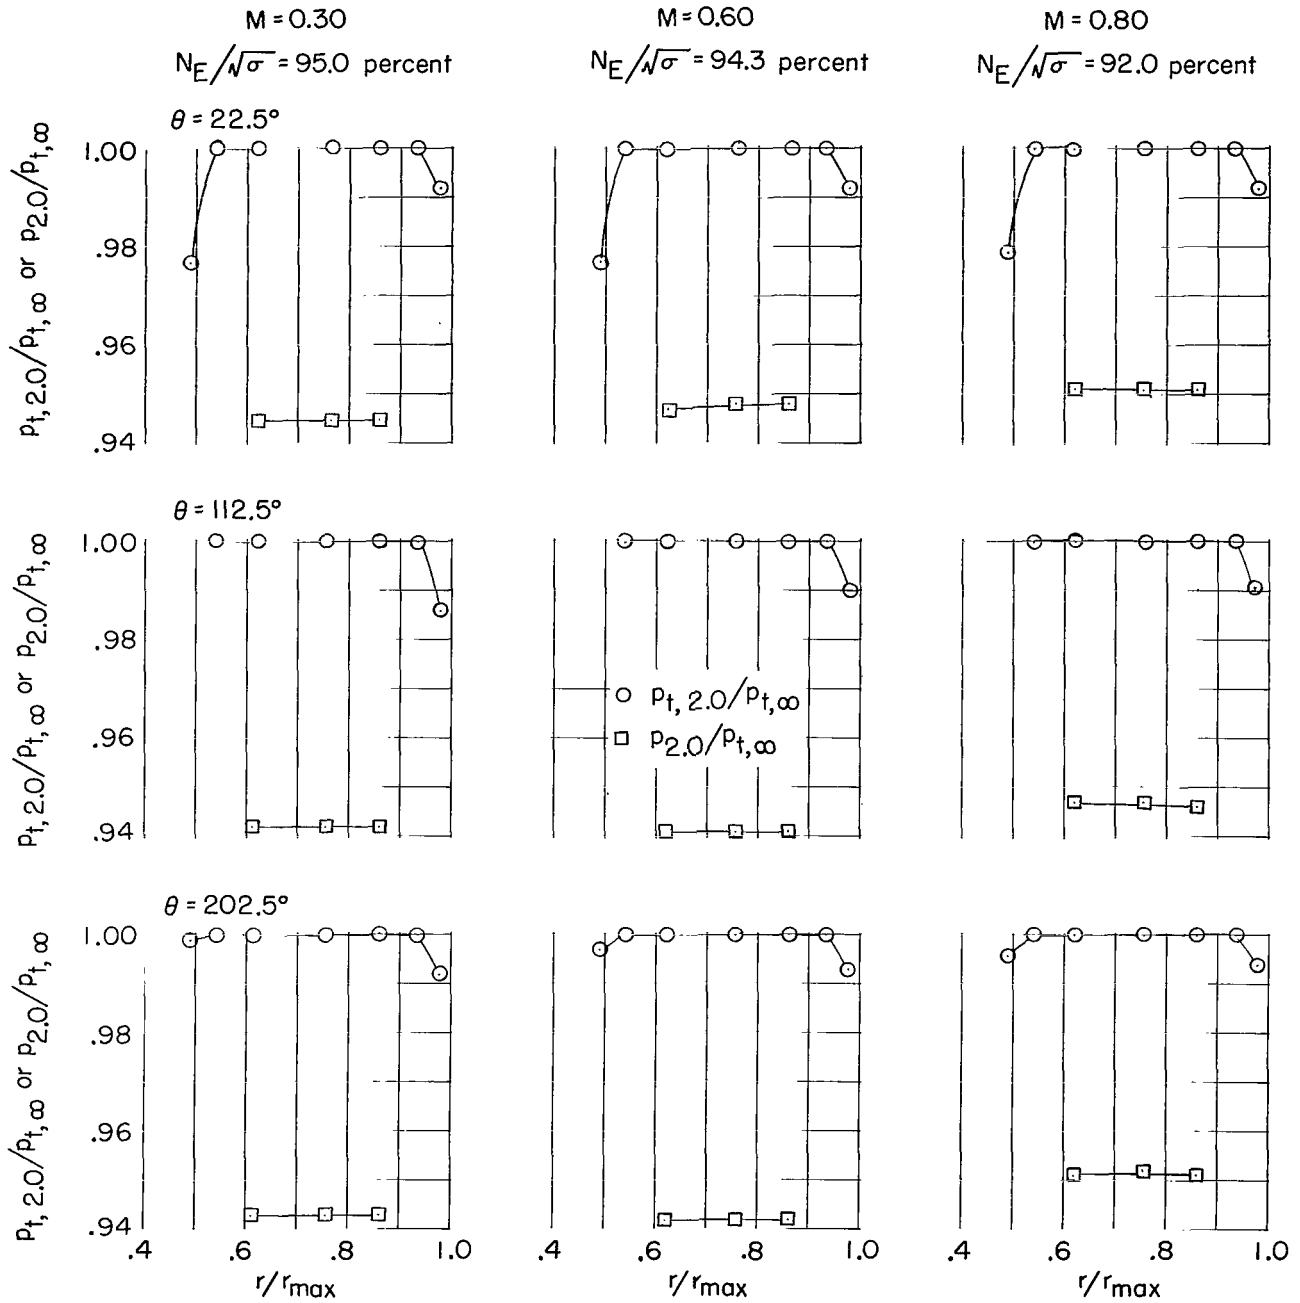 M = 0.30
M = 0.60
M = 0.80
N_E/√σ = 95.0 percent
N_E/√σ = 94.3 percent
N_E/√σ = 92.0 percent
θ = 22.5°
p_t,2.0/p_t,∞ or p_2.0/p_t,∞
1.00
.98
.96
.94
θ = 112.5°
p_t,2.0/p_t,∞ or p_2.0/p_t,∞
1.00
.98
.96
.94
p_t,2.0/p_t,∞
p_2.0/p_t,∞
θ = 202.5°
p_t,2.0/p_t,∞ or p_2.0/p_t,∞
1.00
.98
.96
.94
.4 .6 .8 1.0
.4 .6 .8 1.0
.4 .6 .8 1.0
r/r_max
r/r_max
r/r_max